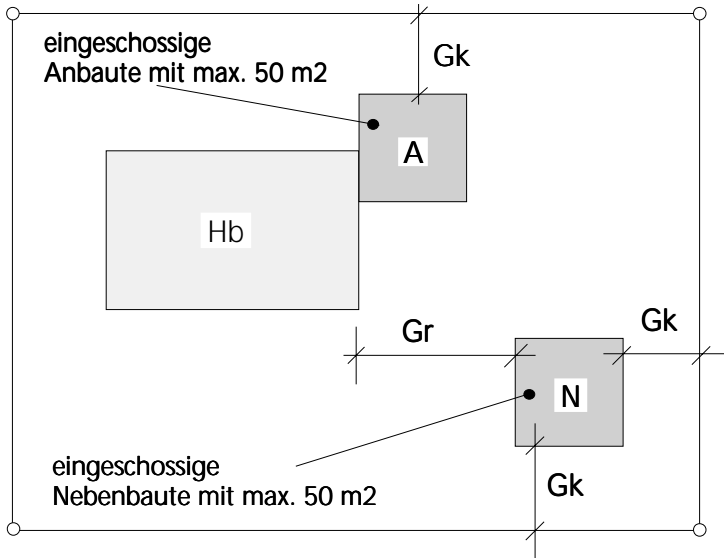 eingeschossige
Anbaute mit max. 50 m2
Gk
A
Hb
Gr
Gk
N
eingeschossige
Nebenbaute mit max. 50 m2
Gk